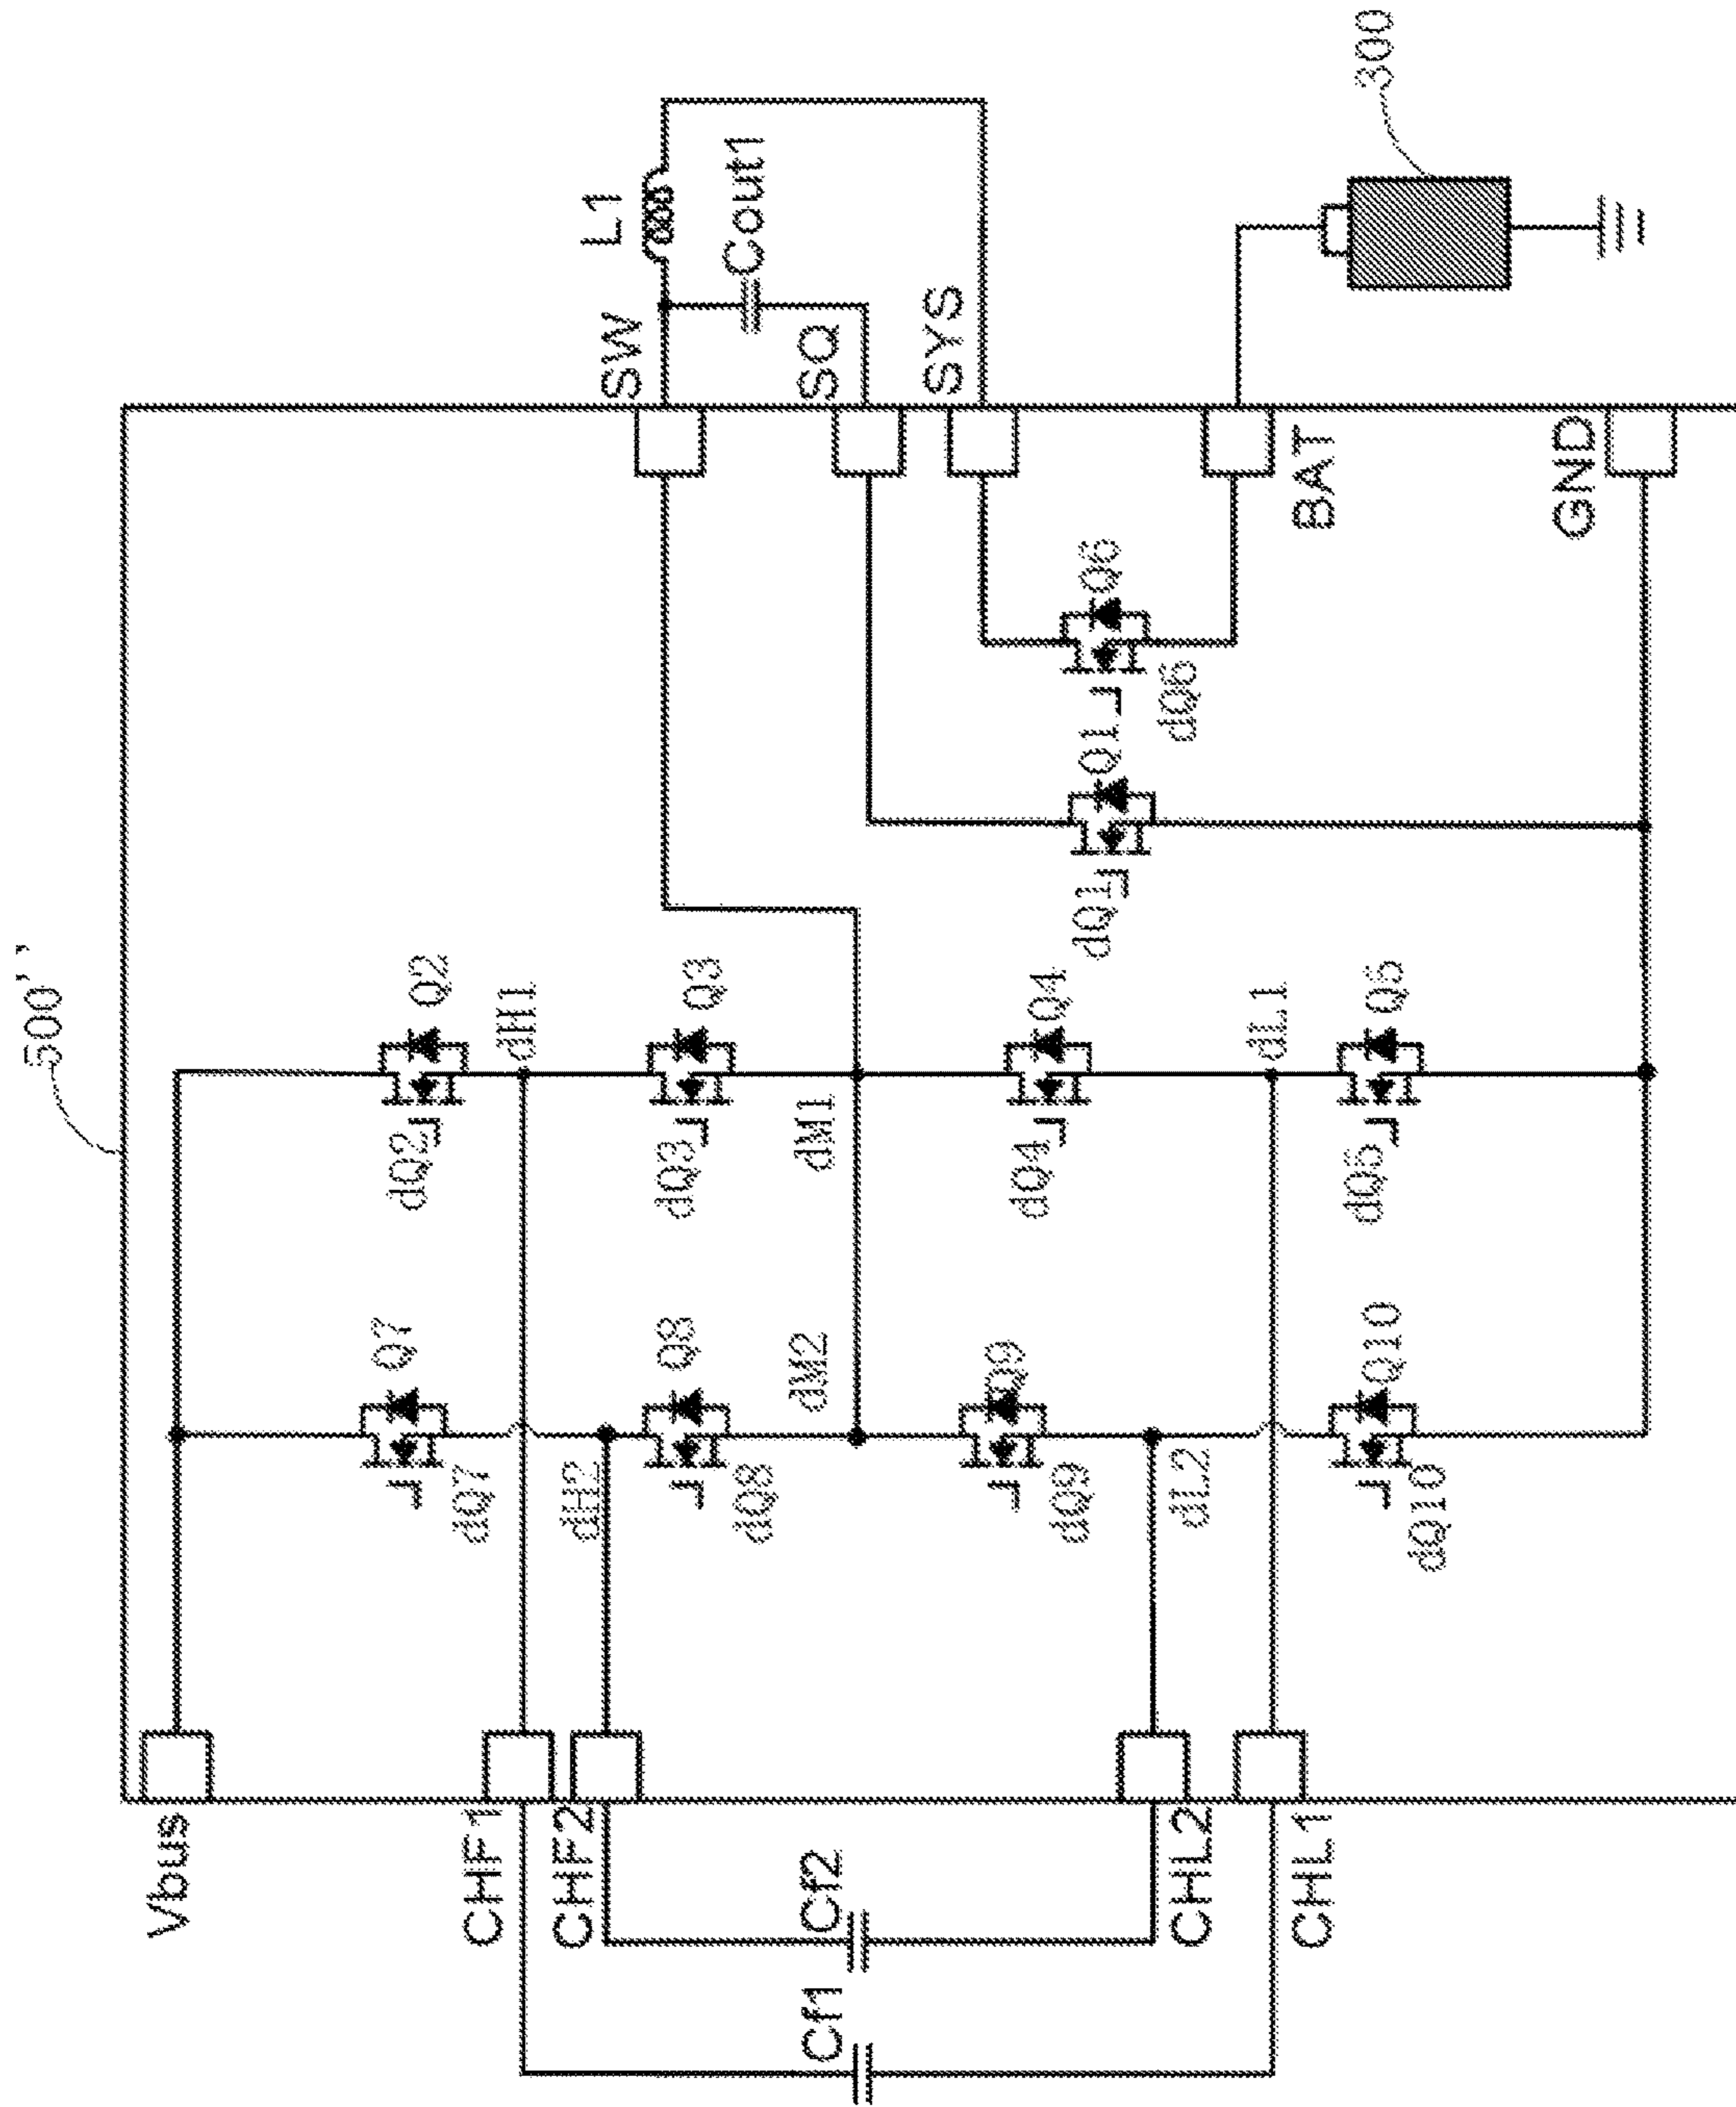 500''
Vbus
CHF1
CHF2
CHL2
CHL1
Cf1
Cf2
Q7
dQ7
dH2
Q8
dQ8
dM2
Q9
dQ9
dL2
Q10
dQ10
Q2
dQ2
dH1
Q3
dQ3
dM1
Q4
dQ4
dL1
Q5
dQ5
Q1
dQ1
Q6
dQ6
SW
SQ
SYS
BAT
GND
L1
Cout1
300